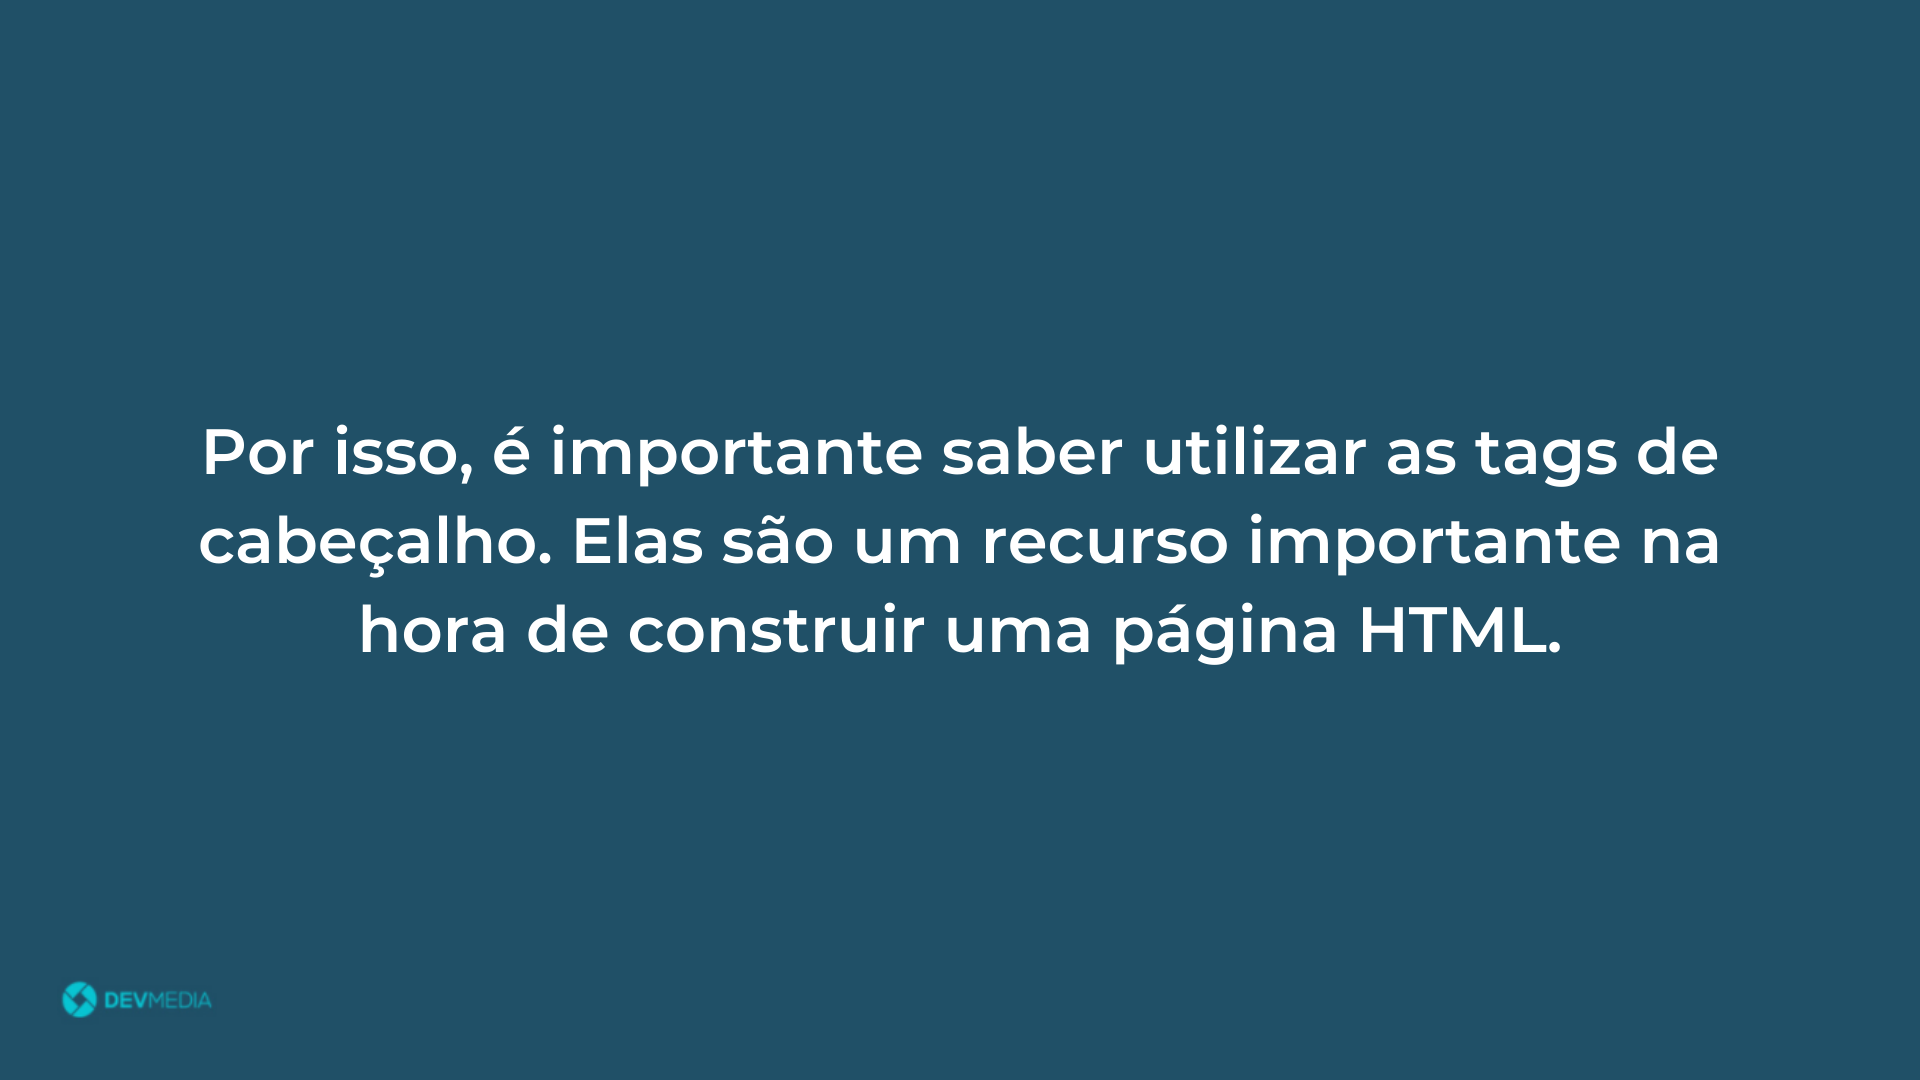 Por isso, é importante saber utilizar as tags de
cabeçalho. Elas são um recurso importante na
hora de construir uma página HTML.
DEVMEDIA